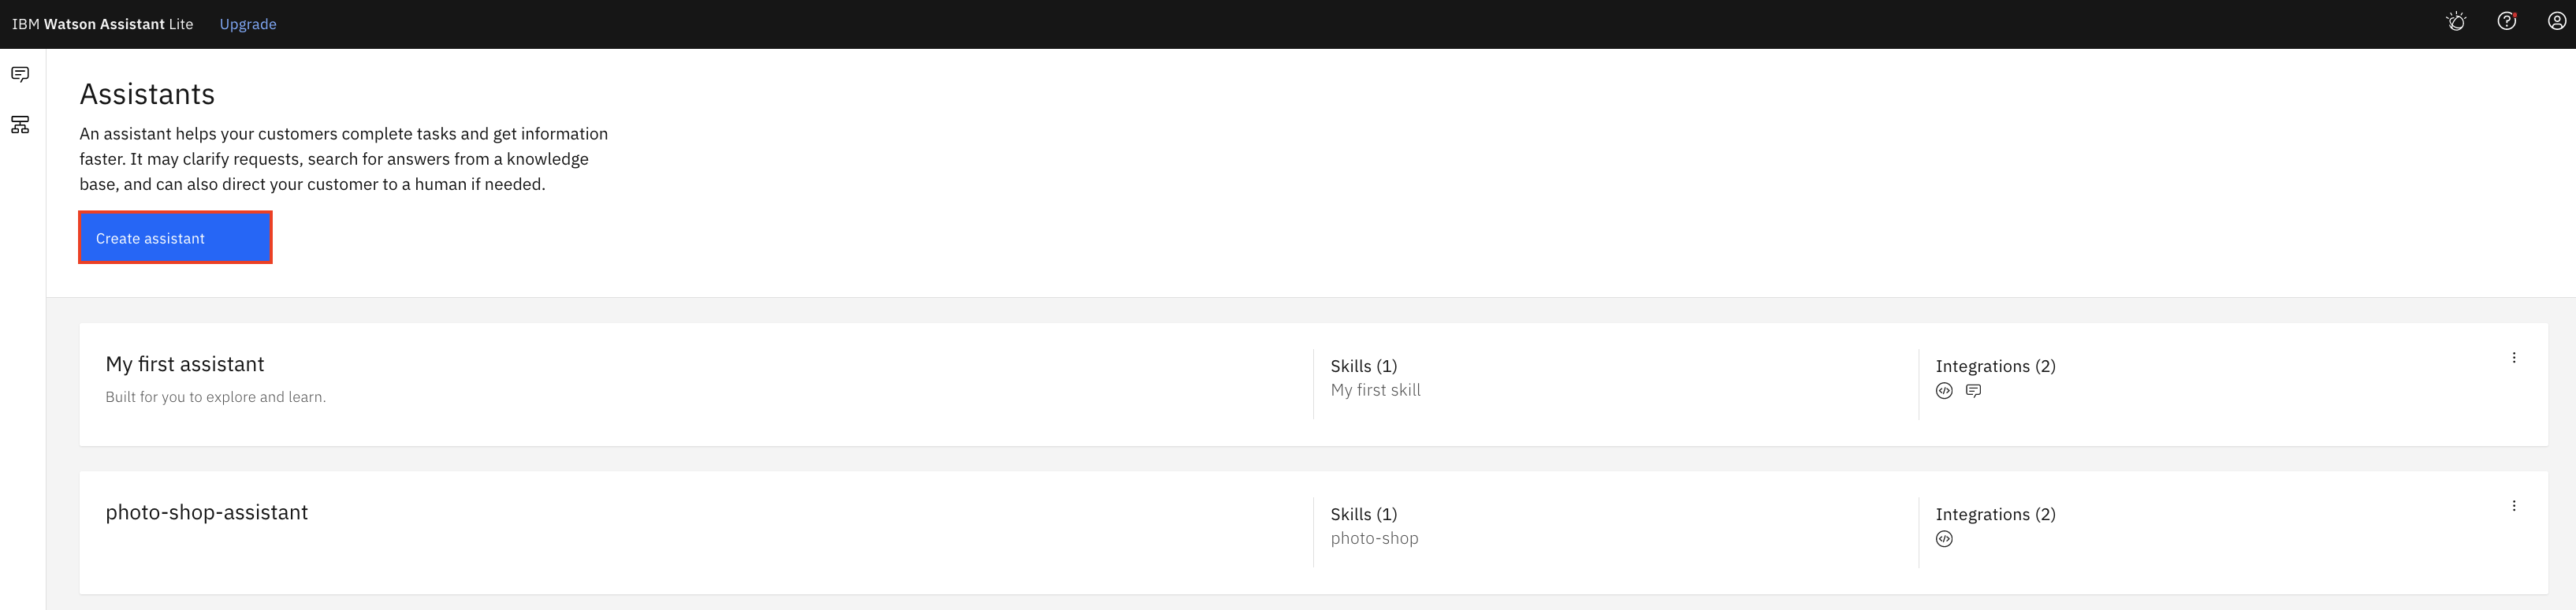 IBM Watson Assistant Lite Upgrade
Assistants
An assistant helps your customers complete tasks and get information
faster. It may clarify requests, search for answers from a knowledge
base, and can also direct your customer to a human if needed.
Create assistant
My first assistant
Built for you to explore and learn.
Skills (1)
My first skill
Integrations (2)
photo-shop-assistant
Skills (1)
photo-shop
Integrations (2)